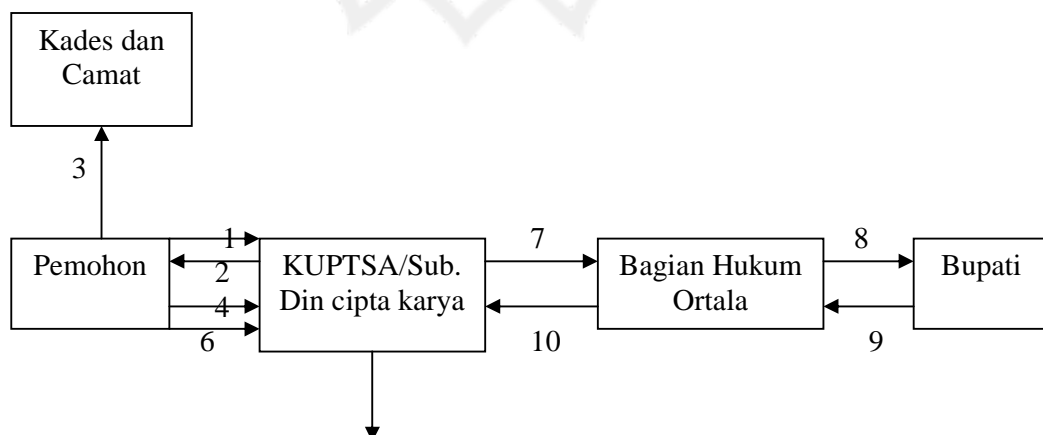 Kades dan
Camat
3
1
7
8
Pemohon
2
KUPTSA/Sub.
Din cipta karya
Bagian Hukum
Ortala
Bupati
4
6
10
9